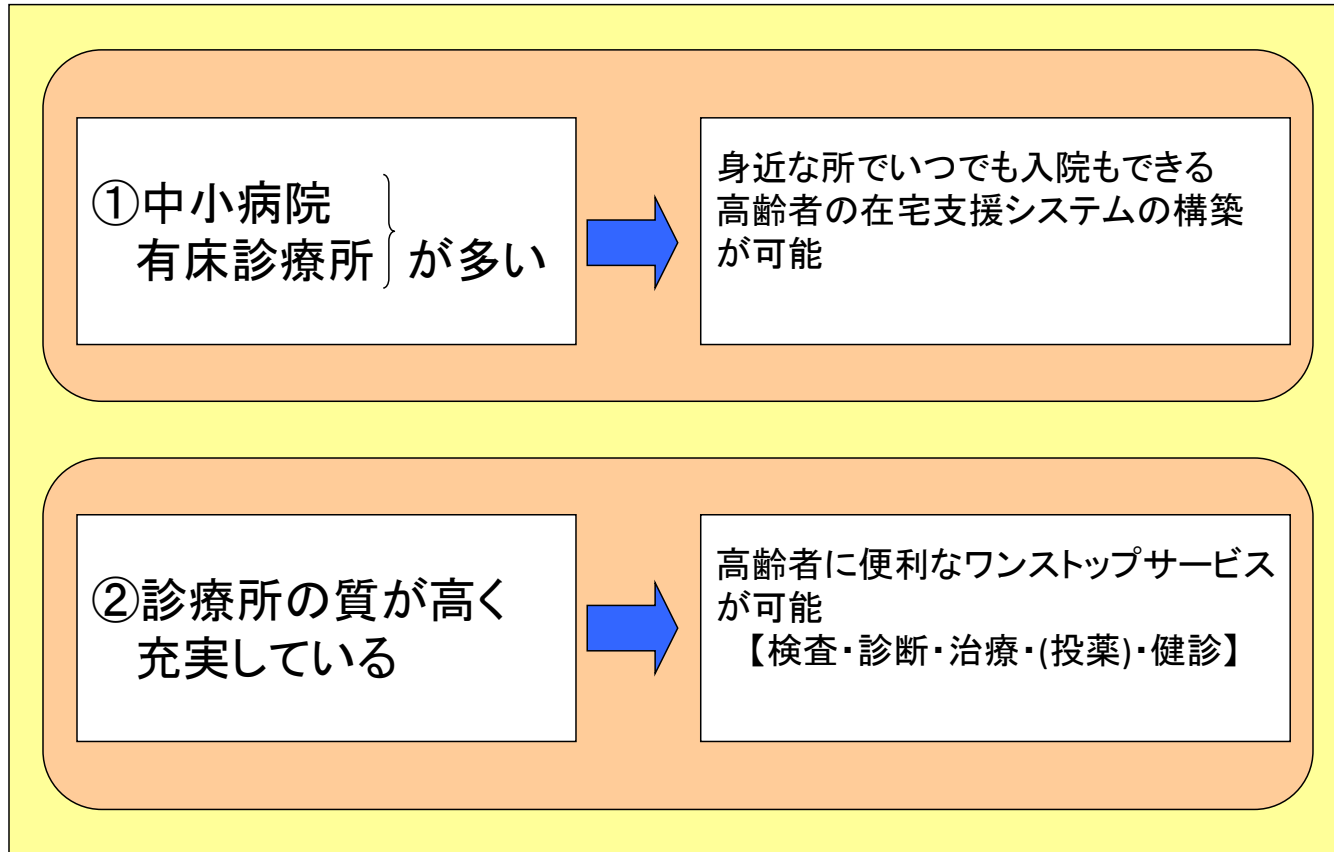 ①中小病院
有床診療所
が多い
身近な所でいつでも入院もできる
高齢者の在宅支援システムの構築
が可能
②診療所の質が高く
充実している
高齢者に便利なワンストップサービス
が可能
【検査・診断・治療・(投薬)・健診】